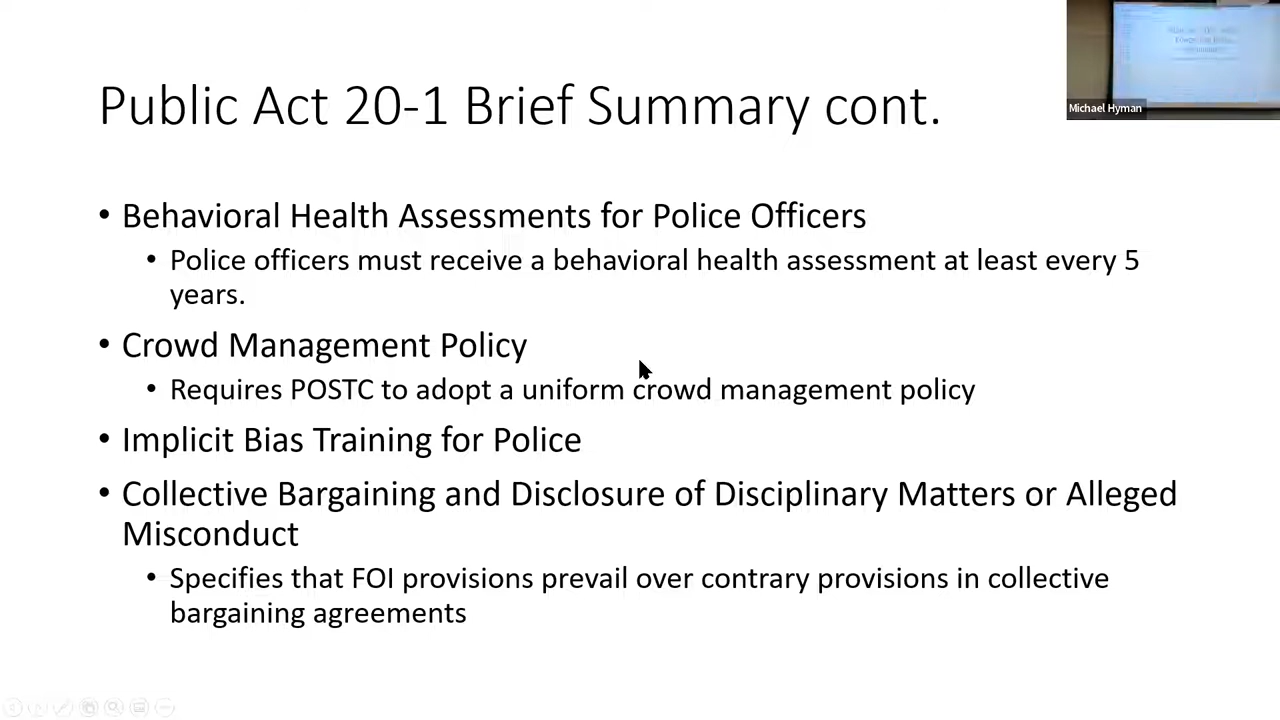 Public Act 20-1 Brief Summary cont.
Michael Hyman
• Behavioral Health Assessments for Police Officers
• Police officers must receive a behavioral health assessment at least every 5
years.
• Crowd Management Policy
• Requires POSTC to adopt a uniform crowd management policy
• Implicit Bias Training for Police
• Collective Bargaining and Disclosure of Disciplinary Matters or Alleged
Misconduct
• Specifies that FOI provisions prevail over contrary provisions in collective
bargaining agreements